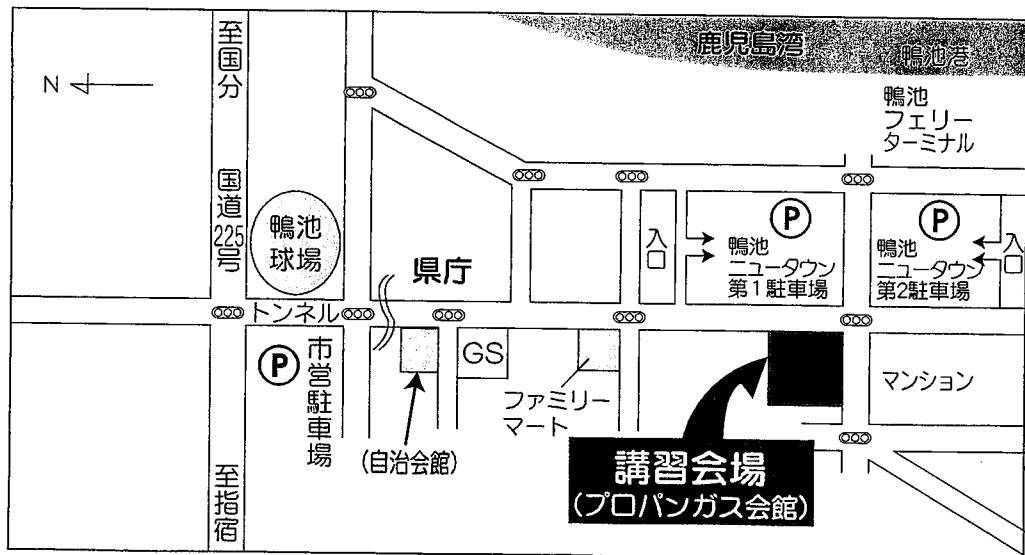 鹿児島湾
鴨池港
N
至国分
国道225号
鴨池
球場
鴨池
フェリー
ターミナル
県庁
入口
P
鴨池
ニュータウン
第1駐車場
P
鴨池
ニュータウン
第2駐車場
入口
トンネル
P
市営駐車場
(自治会館)
GS
ファミリー
マート
マンション
講習会場
(プロパンガス会館)
至指宿